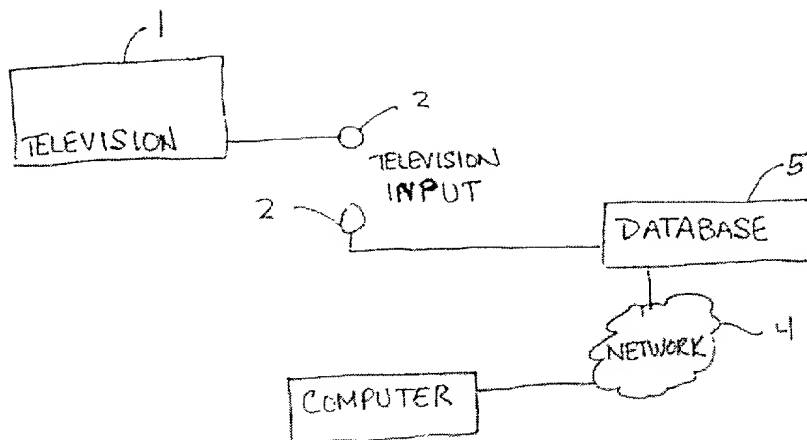 1
TELEVISION
2
TELEVISION
INPUT
2
5
DATABASE
4
NETWORK
COMPUTER